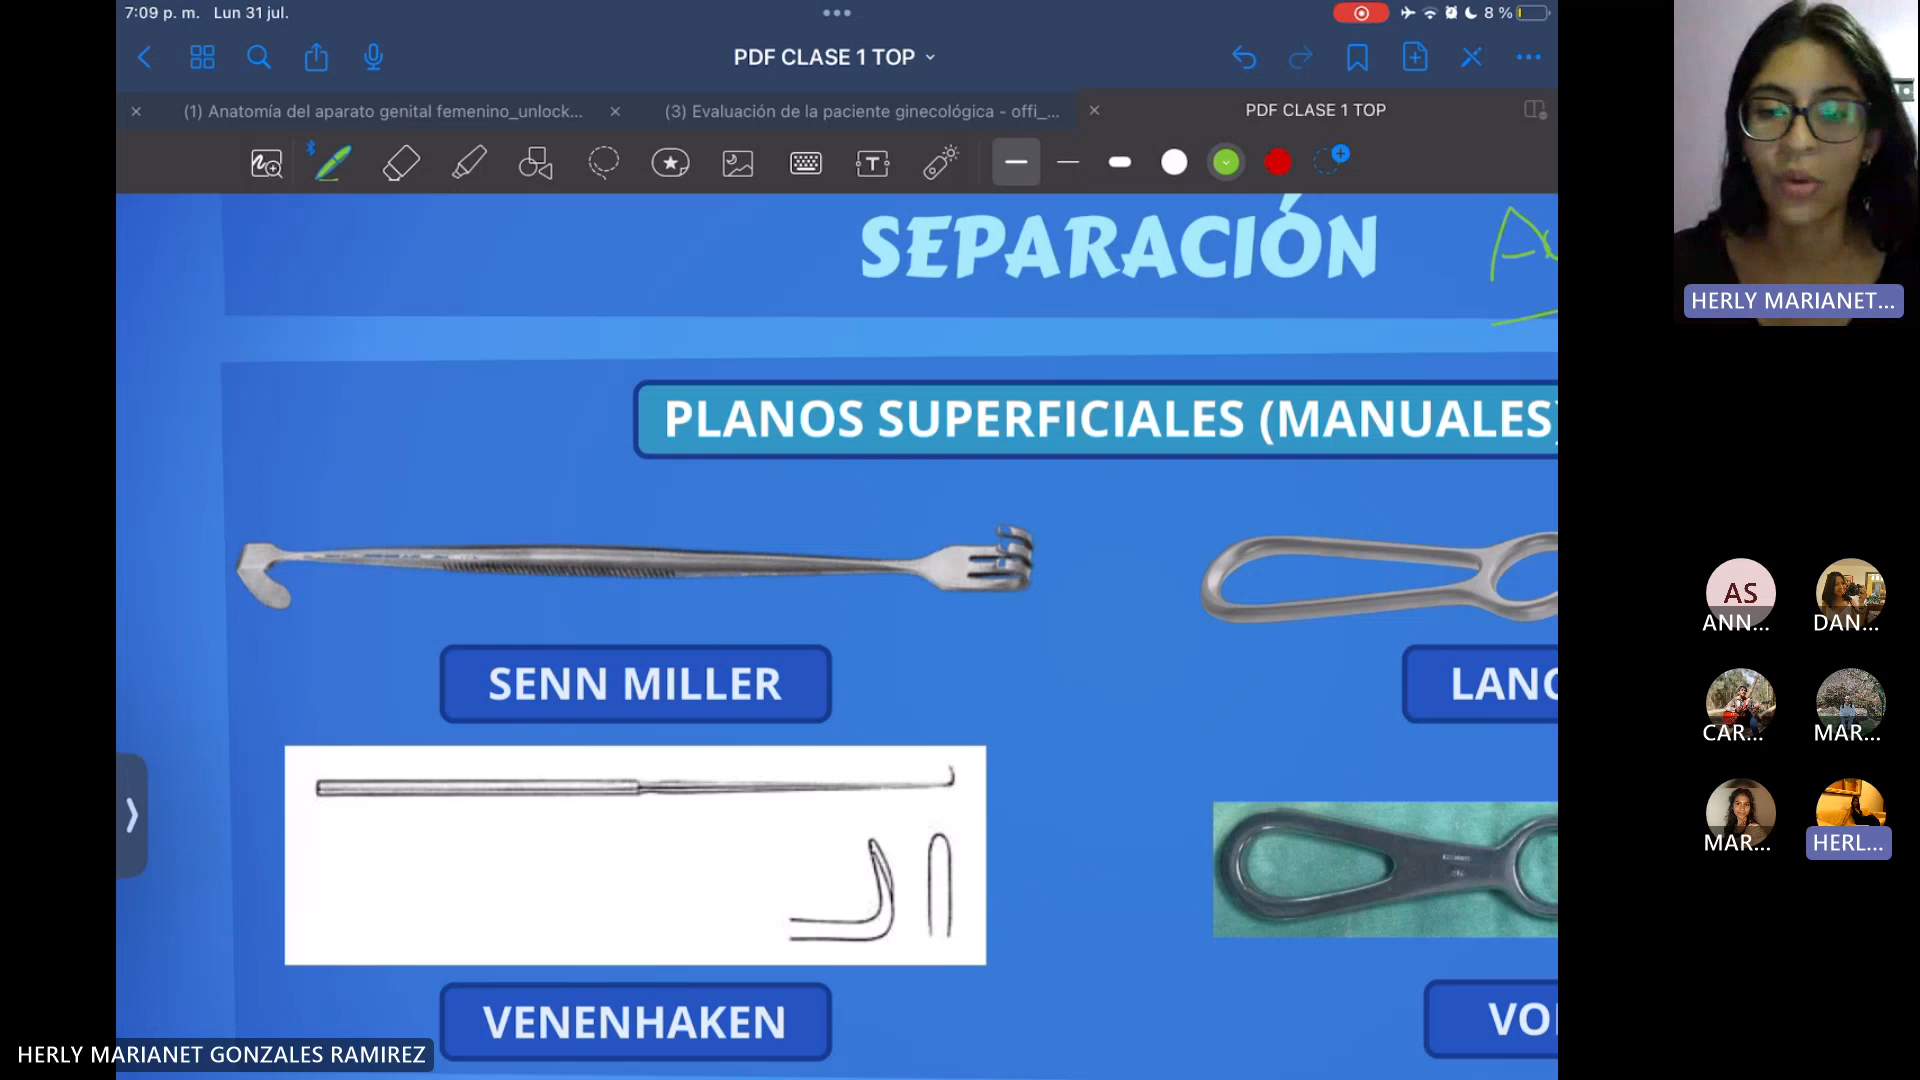 7:09 p. m. Lun 31 jul.
8 %
PDF CLASE 1 TOP
(1) Anatomía del aparato genital femenino_unlock...
(3) Evaluación de la paciente ginecológica - offi_...
PDF CLASE 1 TOP
SEPARACIÓN
PLANOS SUPERFICIALES (MANUALES)
SENN MILLER
LANG
VENENHAKEN
VOL
HERLY MARIANET GONZALES RAMIREZ
HERLY MARIANET...
AS
ANN...
DAN...
CAR...
MAR...
MAR...
HERL...